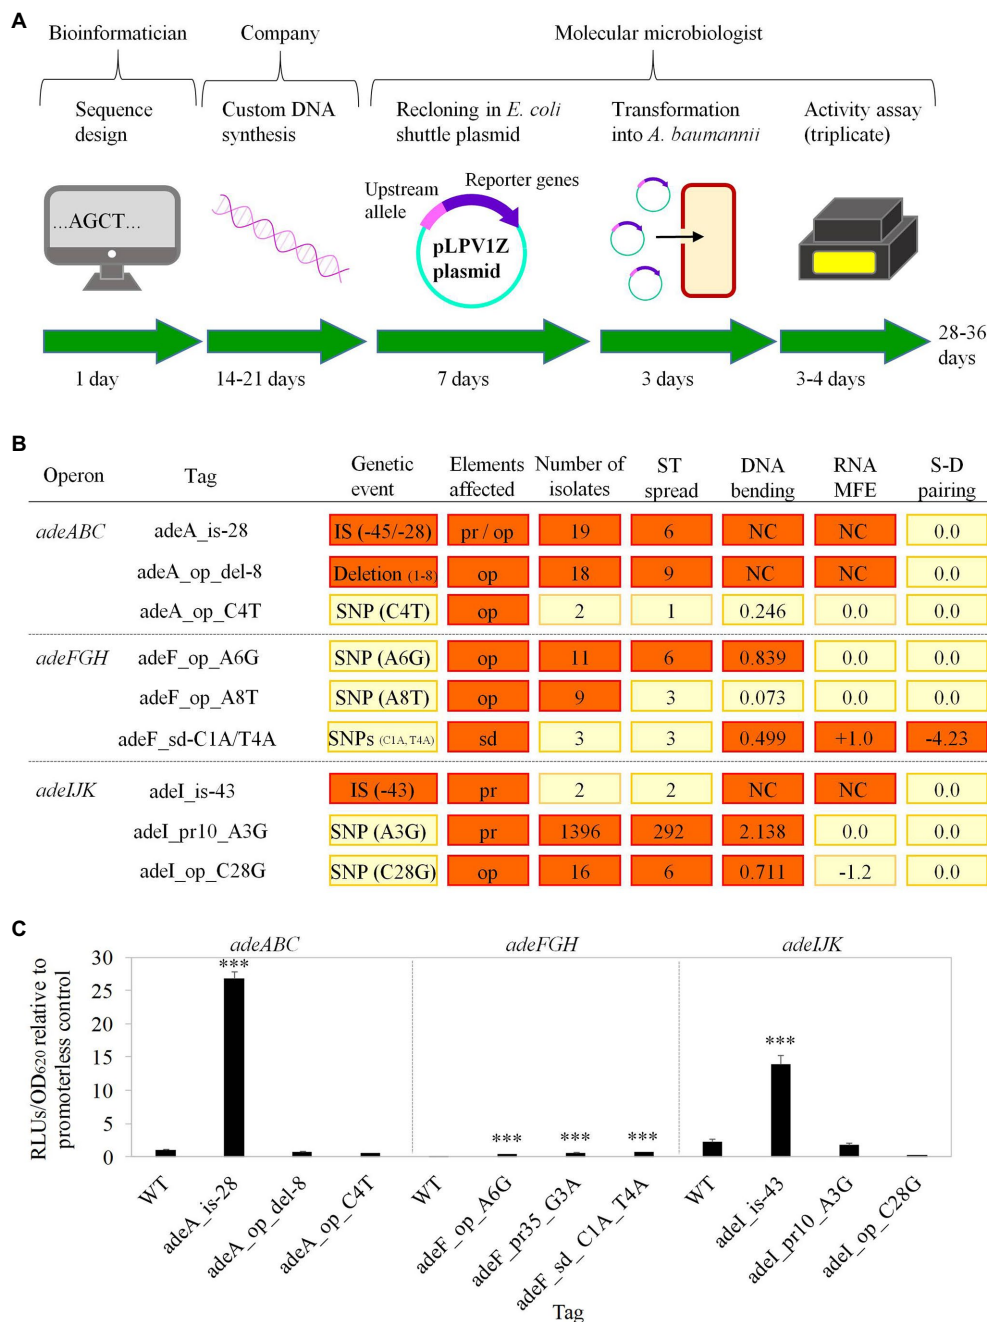 A
Bioinformatician Company Molecular microbiologist
Sequence design
Custom DNA synthesis
Recloning in E. coli shuttle plasmid
Transformation into A. baumannii
Activity assay (triplicate)
...AGCT...
Upstream allele
Reporter genes
pLPV1Z plasmid
1 day 14-21 days 7 days 3 days 3-4 days 28-36 days
B
Operon Tag Genetic event Elements affected Number of isolates ST spread DNA bending RNA MFE S-D pairing
adeABC adeA_is-28 IS (-45/-28) pr / op 19 6 NC NC 0.0
adeA_op_del-8 Deletion (1-8) op 18 9 NC NC 0.0
adeA_op_C4T SNP (C4T) op 2 1 0.246 0.0 0.0
adeFGH adeF_op_A6G SNP (A6G) op 11 6 0.839 0.0 0.0
adeF_op_A8T SNP (A8T) op 9 3 0.073 0.0 0.0
adeF_sd-C1A/T4A SNPs (C1A, T4A) sd 3 3 0.499 +1.0 -4.23
adeIJK adeI_is-43 IS (-43) pr 2 2 NC NC 0.0
adeI_pr10_A3G SNP (A3G) pr 1396 292 2.138 0.0 0.0
adeI_op_C28G SNP (C28G) op 16 6 0.711 -1.2 0.0
C
adeABC adeFGH adeIJK
RLUs/OD620 relative to
promoterless control
30
25
20
15
10
5
0
***
*** *** ***
***
WT adeA_is-28 adeA_op_del-8 adeA_op_C4T WT adeF_op_A6G adeF_pr35_G3A adeF_sd_C1A_T4A WT adeI_is-43 adeI_pr10_A3G adeI_op_C28G
Tag